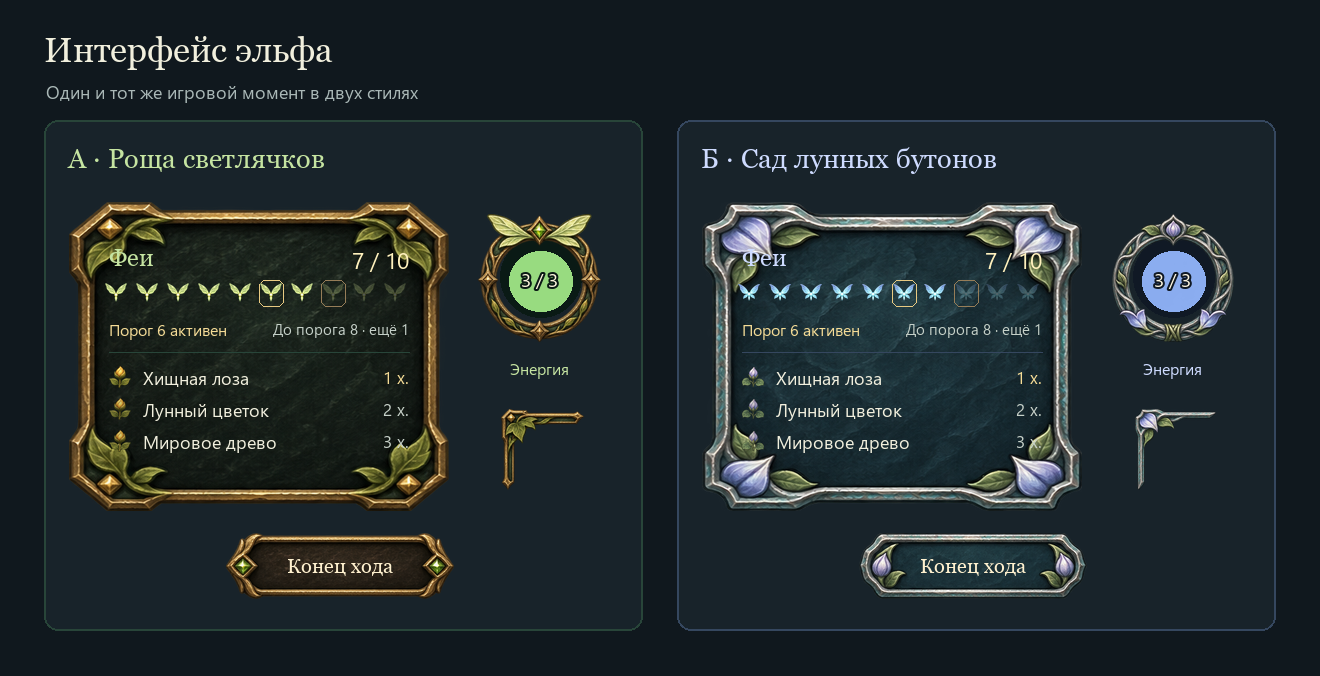 Интерфейс эльфа
Один и тот же игровой момент в двух стилях
А · Роща светлячков
Феи 7 / 10
Порог 6 активен До порога 8 · ещё 1
Хищная лоза 1 х.
Лунный цветок 2 х.
Мировое древо 3 х.
3 / 3
Энергия
Конец хода
Б · Сад лунных бутонов
Феи 7 / 10
Порог 6 активен До порога 8 · ещё 1
Хищная лоза 1 х.
Лунный цветок 2 х.
Мировое древо 3 х.
3 / 3
Энергия
Конец хода